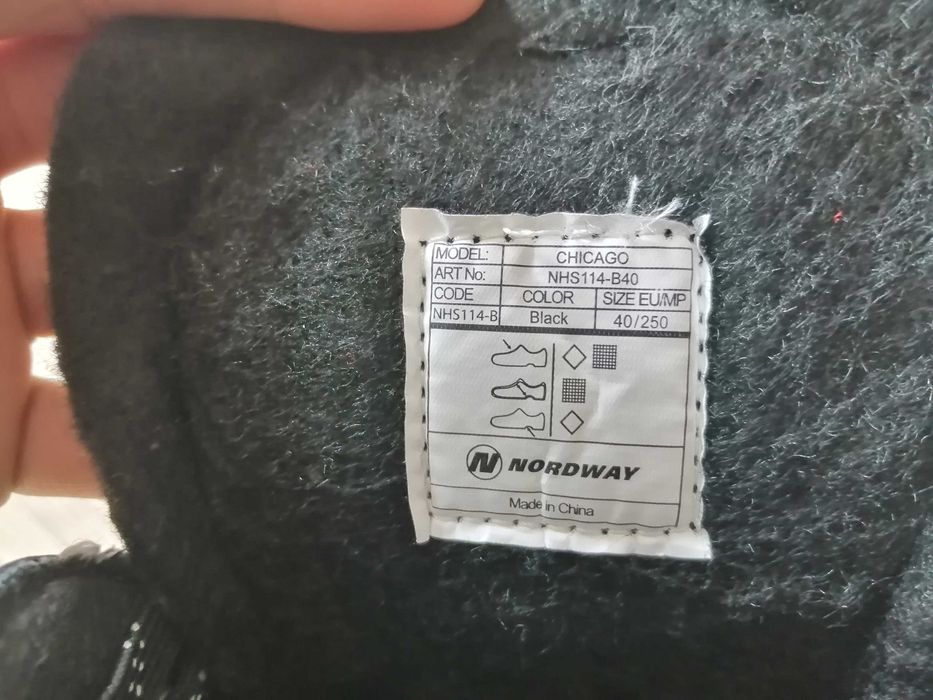 MODEL: CHICAGO
ART No: NHS114-B40
CODE COLOR SIZE EU/MP
NHS114-B Black 40/250
NORDWAY
Made in China